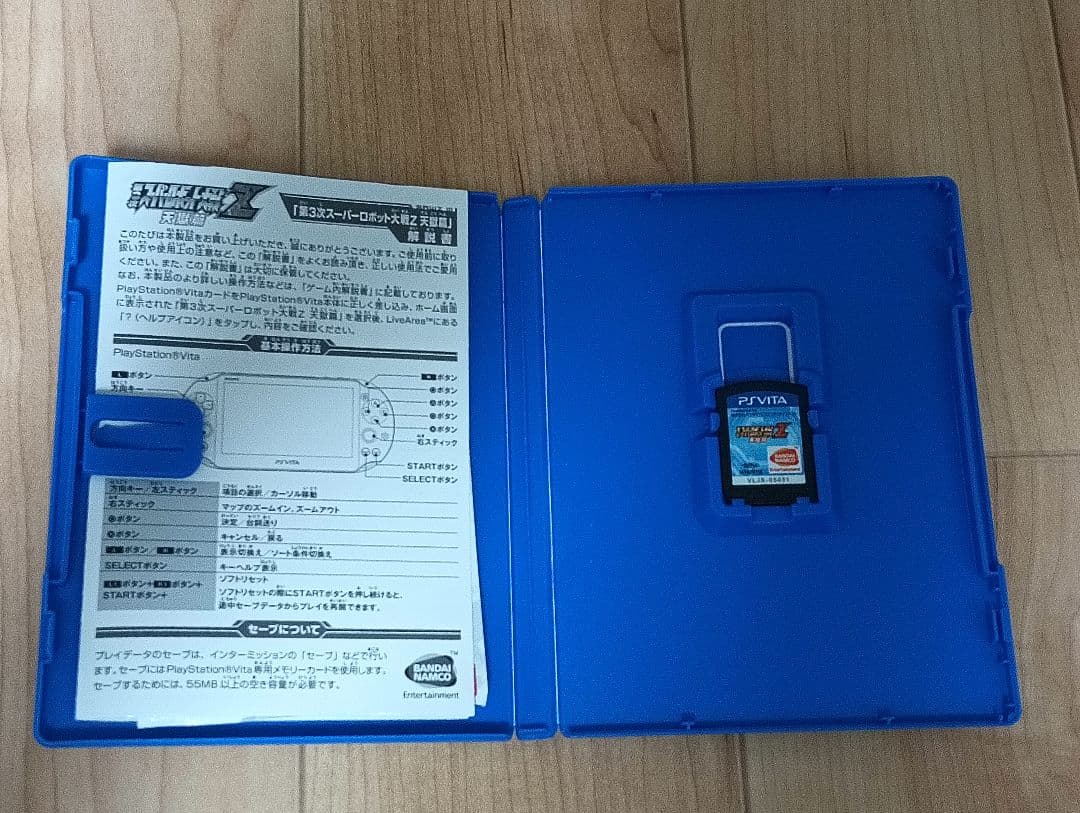 天獄篇
「第3次スーパーロボット大戦Z 天獄篇」
解説書
このたびは本製品をお買い上げいただき、誠にありがとうございます。ご使用前に取り
扱い方や使用上の注意など、この「解説書」をよくお読み頂き、正しい使用法でご愛用
ください。また、この「解説書」は大切に保管してください。
なお、本製品のより詳しい操作方法などは、「ゲーム内解説書」に記載しております。
PlayStation®VitaカードをPlayStation®Vita本体に正しく差し込み、ホーム画面
に表示された「第3次スーパーロボット大戦Z 天獄篇」を選択後、LiveArea™にある
「?(ヘルプアイコン)」をタップし、内容をご確認ください。
基本操作方法
PlayStation®Vita
Lボタン
方向キー
Rボタン
ボタン
ボタン
ボタン
ボタン
右スティック
STARTボタン
SELECTボタン
PSVITA
方向キー/左スティック 項目の選択/カーソル移動
右スティック マップのズームイン、ズームアウト
ボタン 決定/台詞送り
ボタン キャンセル/戻る
Lボタン/Rボタン 表示切換え/ソート条件切換え
SELECTボタン キーヘルプ表示
Lボタン+Rボタン+ ソフトリセット
STARTボタン+ ソフトリセットの際にSTARTボタンを押し続けると、
途中セーブデータからプレイを再開できます。
セーブについて
プレイデータのセーブは、インターミッションの「セーブ」などで行い
ます。セーブにはPlayStation®Vita専用メモリーカードを使用します。
セーブするためには、55MB以上の空き容量が必要です。
BANDAI
NAMCO
™
Entertainment
PSVITA
BANDAI
NAMCO
VLJS-05051